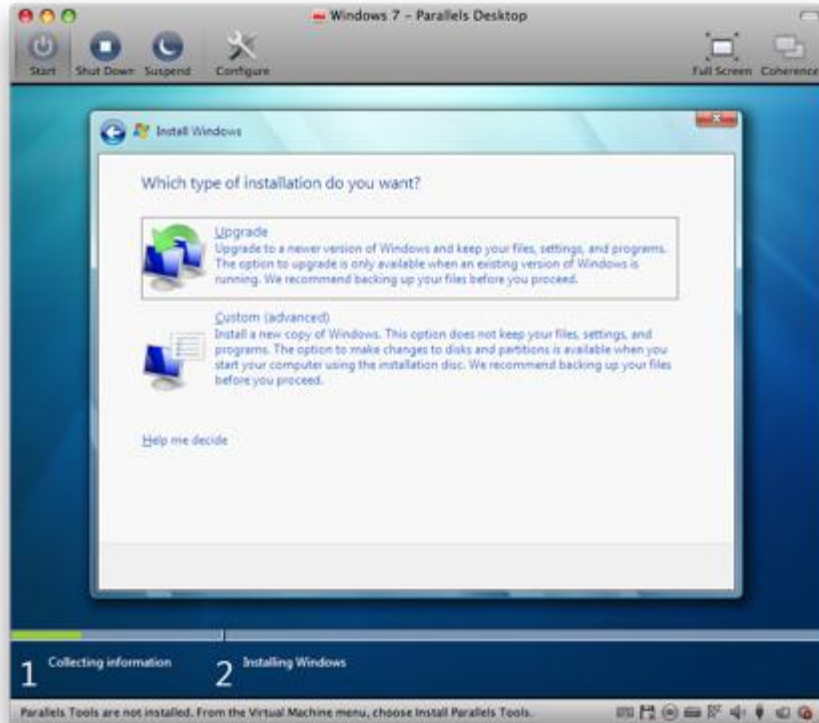 Windows 7 - Parallels Desktop
Start Shut Down Suspend Configure Full Screen Coherence
Install Windows
Which type of installation do you want?
Upgrade
Upgrade to a newer version of Windows and keep your files, settings, and programs.
The option to upgrade is only available when an existing version of Windows is
running. We recommend backing up your files before you proceed.
Custom (advanced)
Install a new copy of Windows. This option does not keep your files, settings, and
programs. The option to make changes to disks and partitions is available when you
start your computer using the installation disc. We recommend backing up your files
before you proceed.
Help me decide
1 Collecting information 2 Installing Windows
Parallels Tools are not installed. From the Virtual Machine menu, choose Install Parallels Tools.